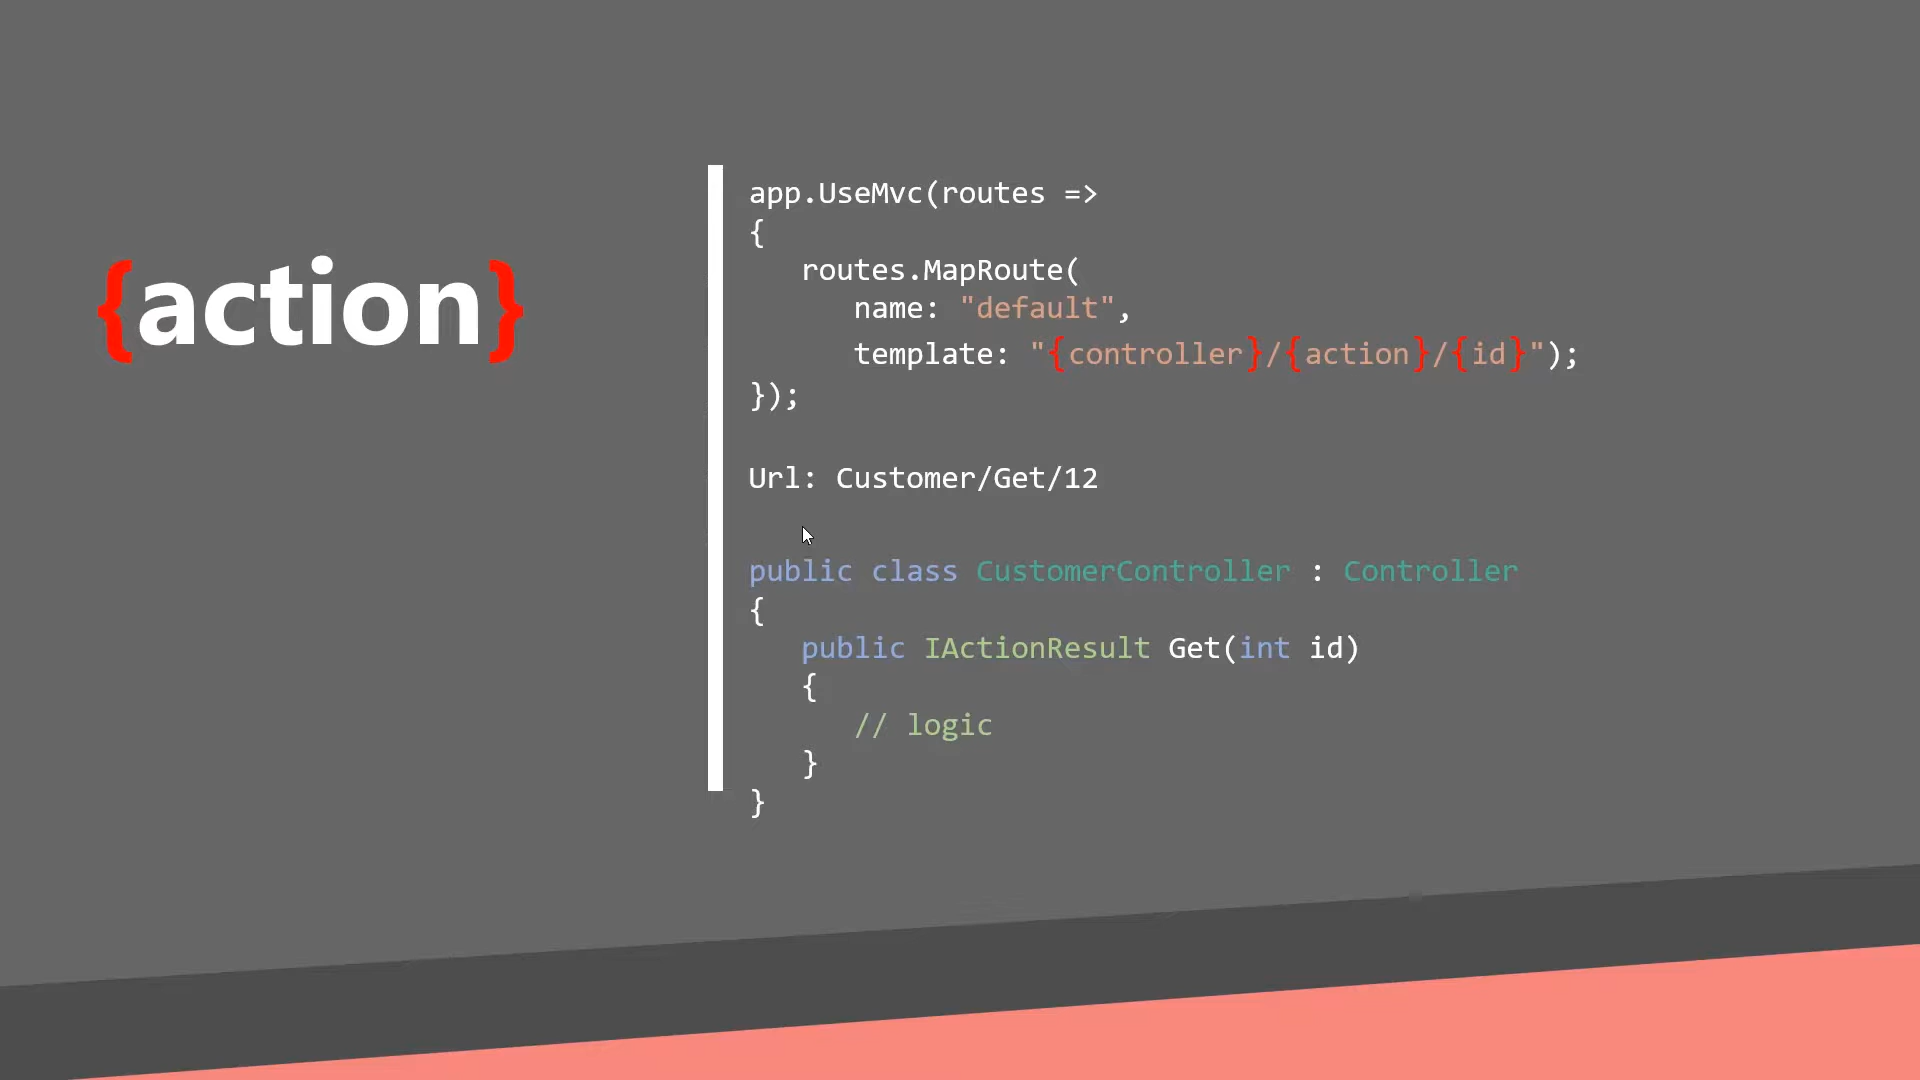 {action}
app.UseMvc(routes =>
{
   routes.MapRoute(
      name: "default",
      template: "{controller}/{action}/{id}");
});
Url: Customer/Get/12
public class CustomerController : Controller
{
   public IActionResult Get(int id)
   {
      // logic
   }
}